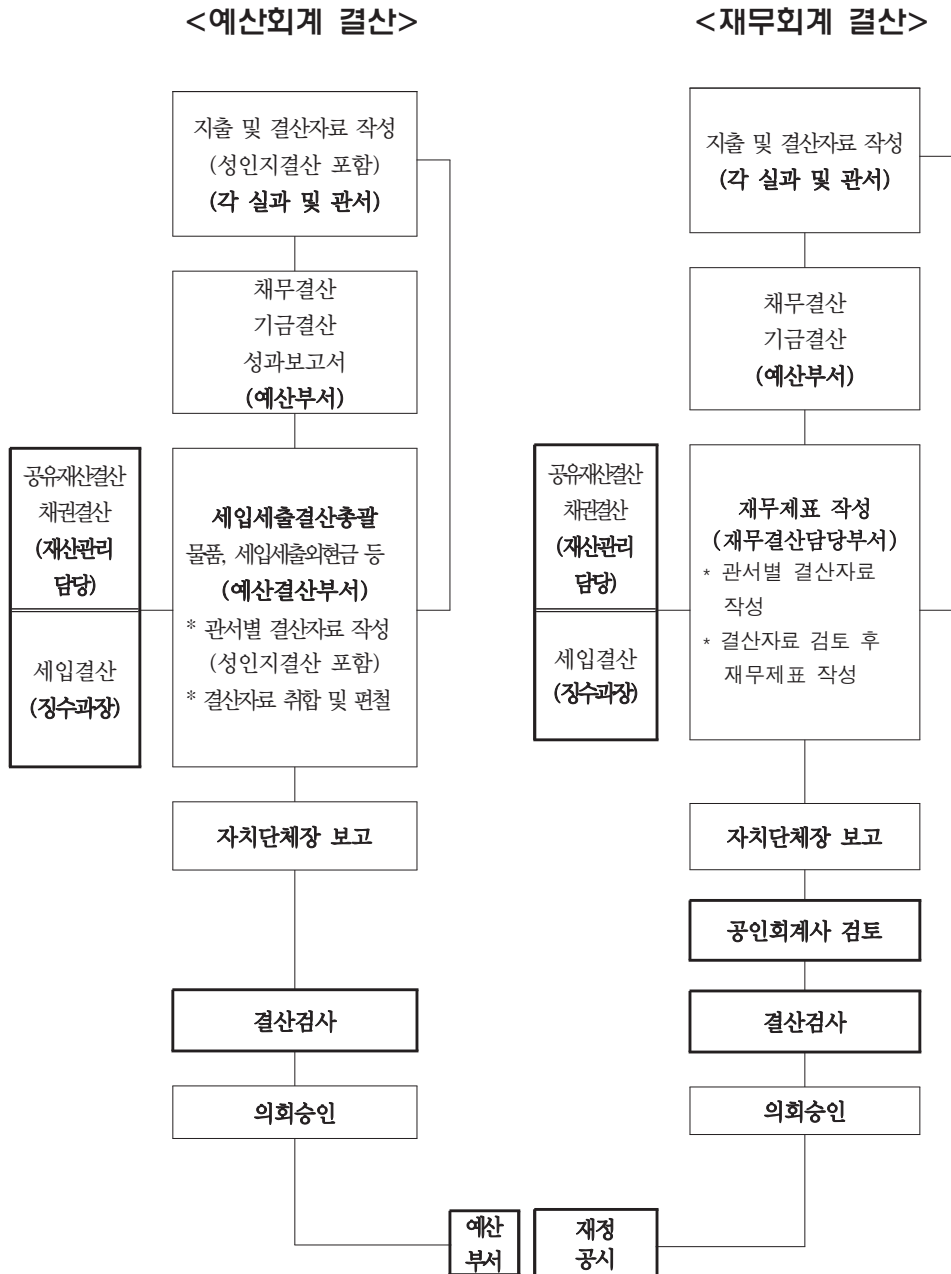 <예산회계 결산>
지출 및 결산자료 작성
(성인지결산 포함)
(각 실과 및 관서)
채무결산
기금결산
성과보고서
(예산부서)
공유재산결산
채권결산
(재산관리
담당)
세입결산
(징수과장)
세입세출결산총괄
물품, 세입세출외현금 등
(예산결산부서)
* 관서별 결산자료 작성
(성인지결산 포함)
* 결산자료 취합 및 편철
자치단체장 보고
결산검사
의회승인
예산
부서
<재무회계 결산>
지출 및 결산자료 작성
(각 실과 및 관서)
채무결산
기금결산
(예산부서)
공유재산결산
채권결산
(재산관리
담당)
세입결산
(징수과장)
재무제표 작성
(재무결산담당부서)
* 관서별 결산자료
작성
* 결산자료 검토 후
재무제표 작성
자치단체장 보고
공인회계사 검토
결산검사
의회승인
재정
공시